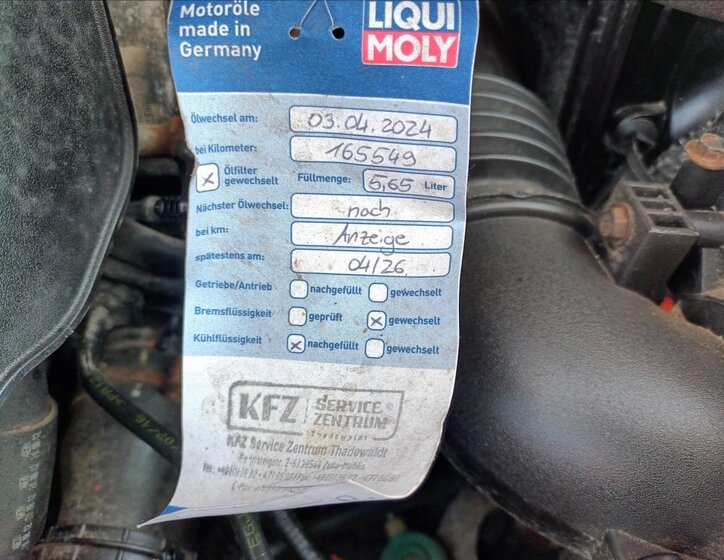 Motoröle
made in
Germany
LIQUI
MOLY
Ölwechsel am: 03.04.2024
bei Kilometer: 165549
Ölfilter
gewechselt
Füllmenge: 5,65 Liter
Nächster Ölwechsel: nach
bei km: Anzeige
spätestens am: 04/26
Getriebe/Antrieb nachgefüllt gewechselt
Bremsflüssigkeit geprüft gewechselt
Kühlflüssigkeit nachgefüllt gewechselt
KFZ SERVICE
ZENTRUM
Thadewaldt
KFZ Service Zentrum Thadewaldt